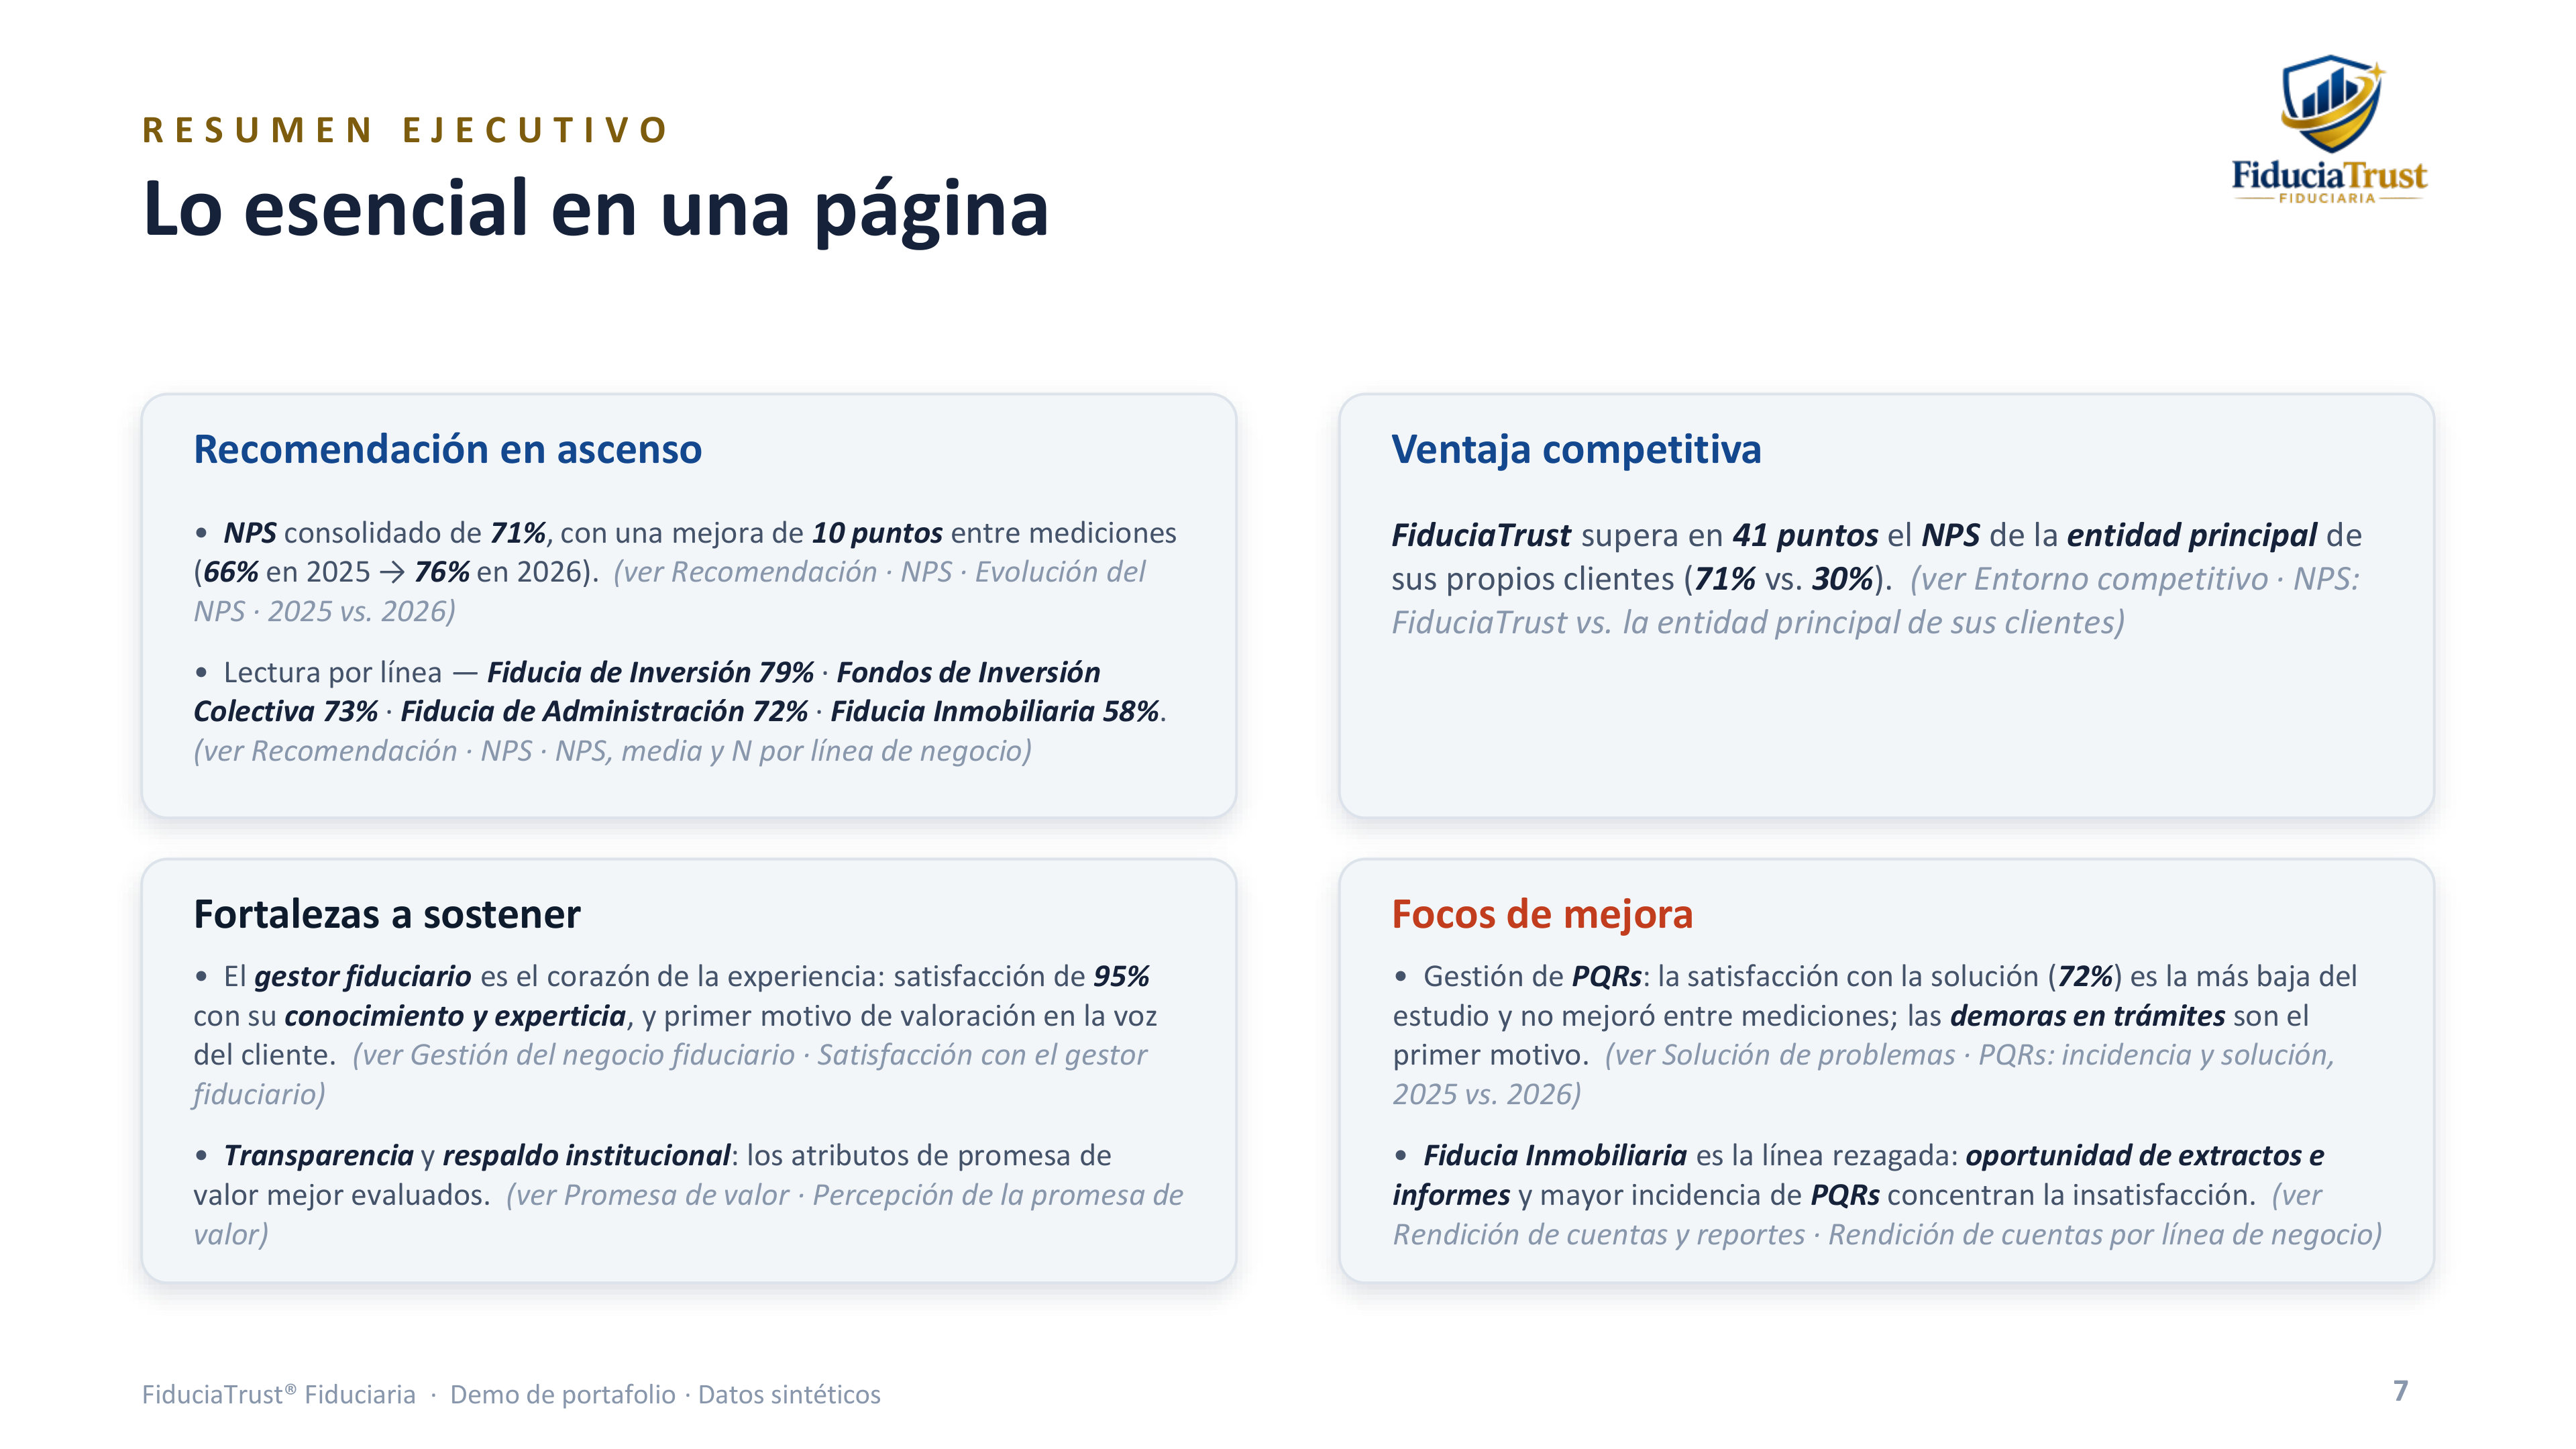 RESUMEN EJECUTIVO
Lo esencial en una página
FiduciaTrust
FIDUCIARIA
Recomendación en ascenso
• NPS consolidado de 71%, con una mejora de 10 puntos entre mediciones
(66% en 2025 → 76% en 2026). (ver Recomendación · NPS · Evolución del
NPS · 2025 vs. 2026)
• Lectura por línea — Fiducia de Inversión 79% · Fondos de Inversión
Colectiva 73% · Fiducia de Administración 72% · Fiducia Inmobiliaria 58%.
(ver Recomendación · NPS · NPS, media y N por línea de negocio)
Ventaja competitiva
FiduciaTrust supera en 41 puntos el NPS de la entidad principal de
sus propios clientes (71% vs. 30%). (ver Entorno competitivo · NPS:
FiduciaTrust vs. la entidad principal de sus clientes)
Fortalezas a sostener
• El gestor fiduciario es el corazón de la experiencia: satisfacción de 95%
con su conocimiento y experticia, y primer motivo de valoración en la voz
del cliente. (ver Gestión del negocio fiduciario · Satisfacción con el gestor
fiduciario)
• Transparencia y respaldo institucional: los atributos de promesa de
valor mejor evaluados. (ver Promesa de valor · Percepción de la promesa de
valor)
Focos de mejora
• Gestión de PQRs: la satisfacción con la solución (72%) es la más baja del
estudio y no mejoró entre mediciones; las demoras en trámites son el
primer motivo. (ver Solución de problemas · PQRs: incidencia y solución,
2025 vs. 2026)
• Fiducia Inmobiliaria es la línea rezagada: oportunidad de extractos e
informes y mayor incidencia de PQRs concentran la insatisfacción. (ver
Rendición de cuentas y reportes · Rendición de cuentas por línea de negocio)
FiduciaTrust® Fiduciaria · Demo de portafolio · Datos sintéticos
7